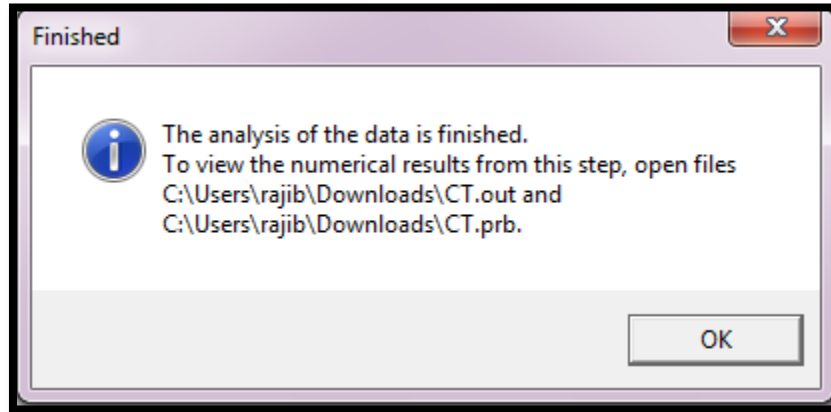 Finished
The analysis of the data is finished.
To view the numerical results from this step, open files
C:\Users\rajib\Downloads\CT.out and
C:\Users\rajib\Downloads\CT.prb.
OK